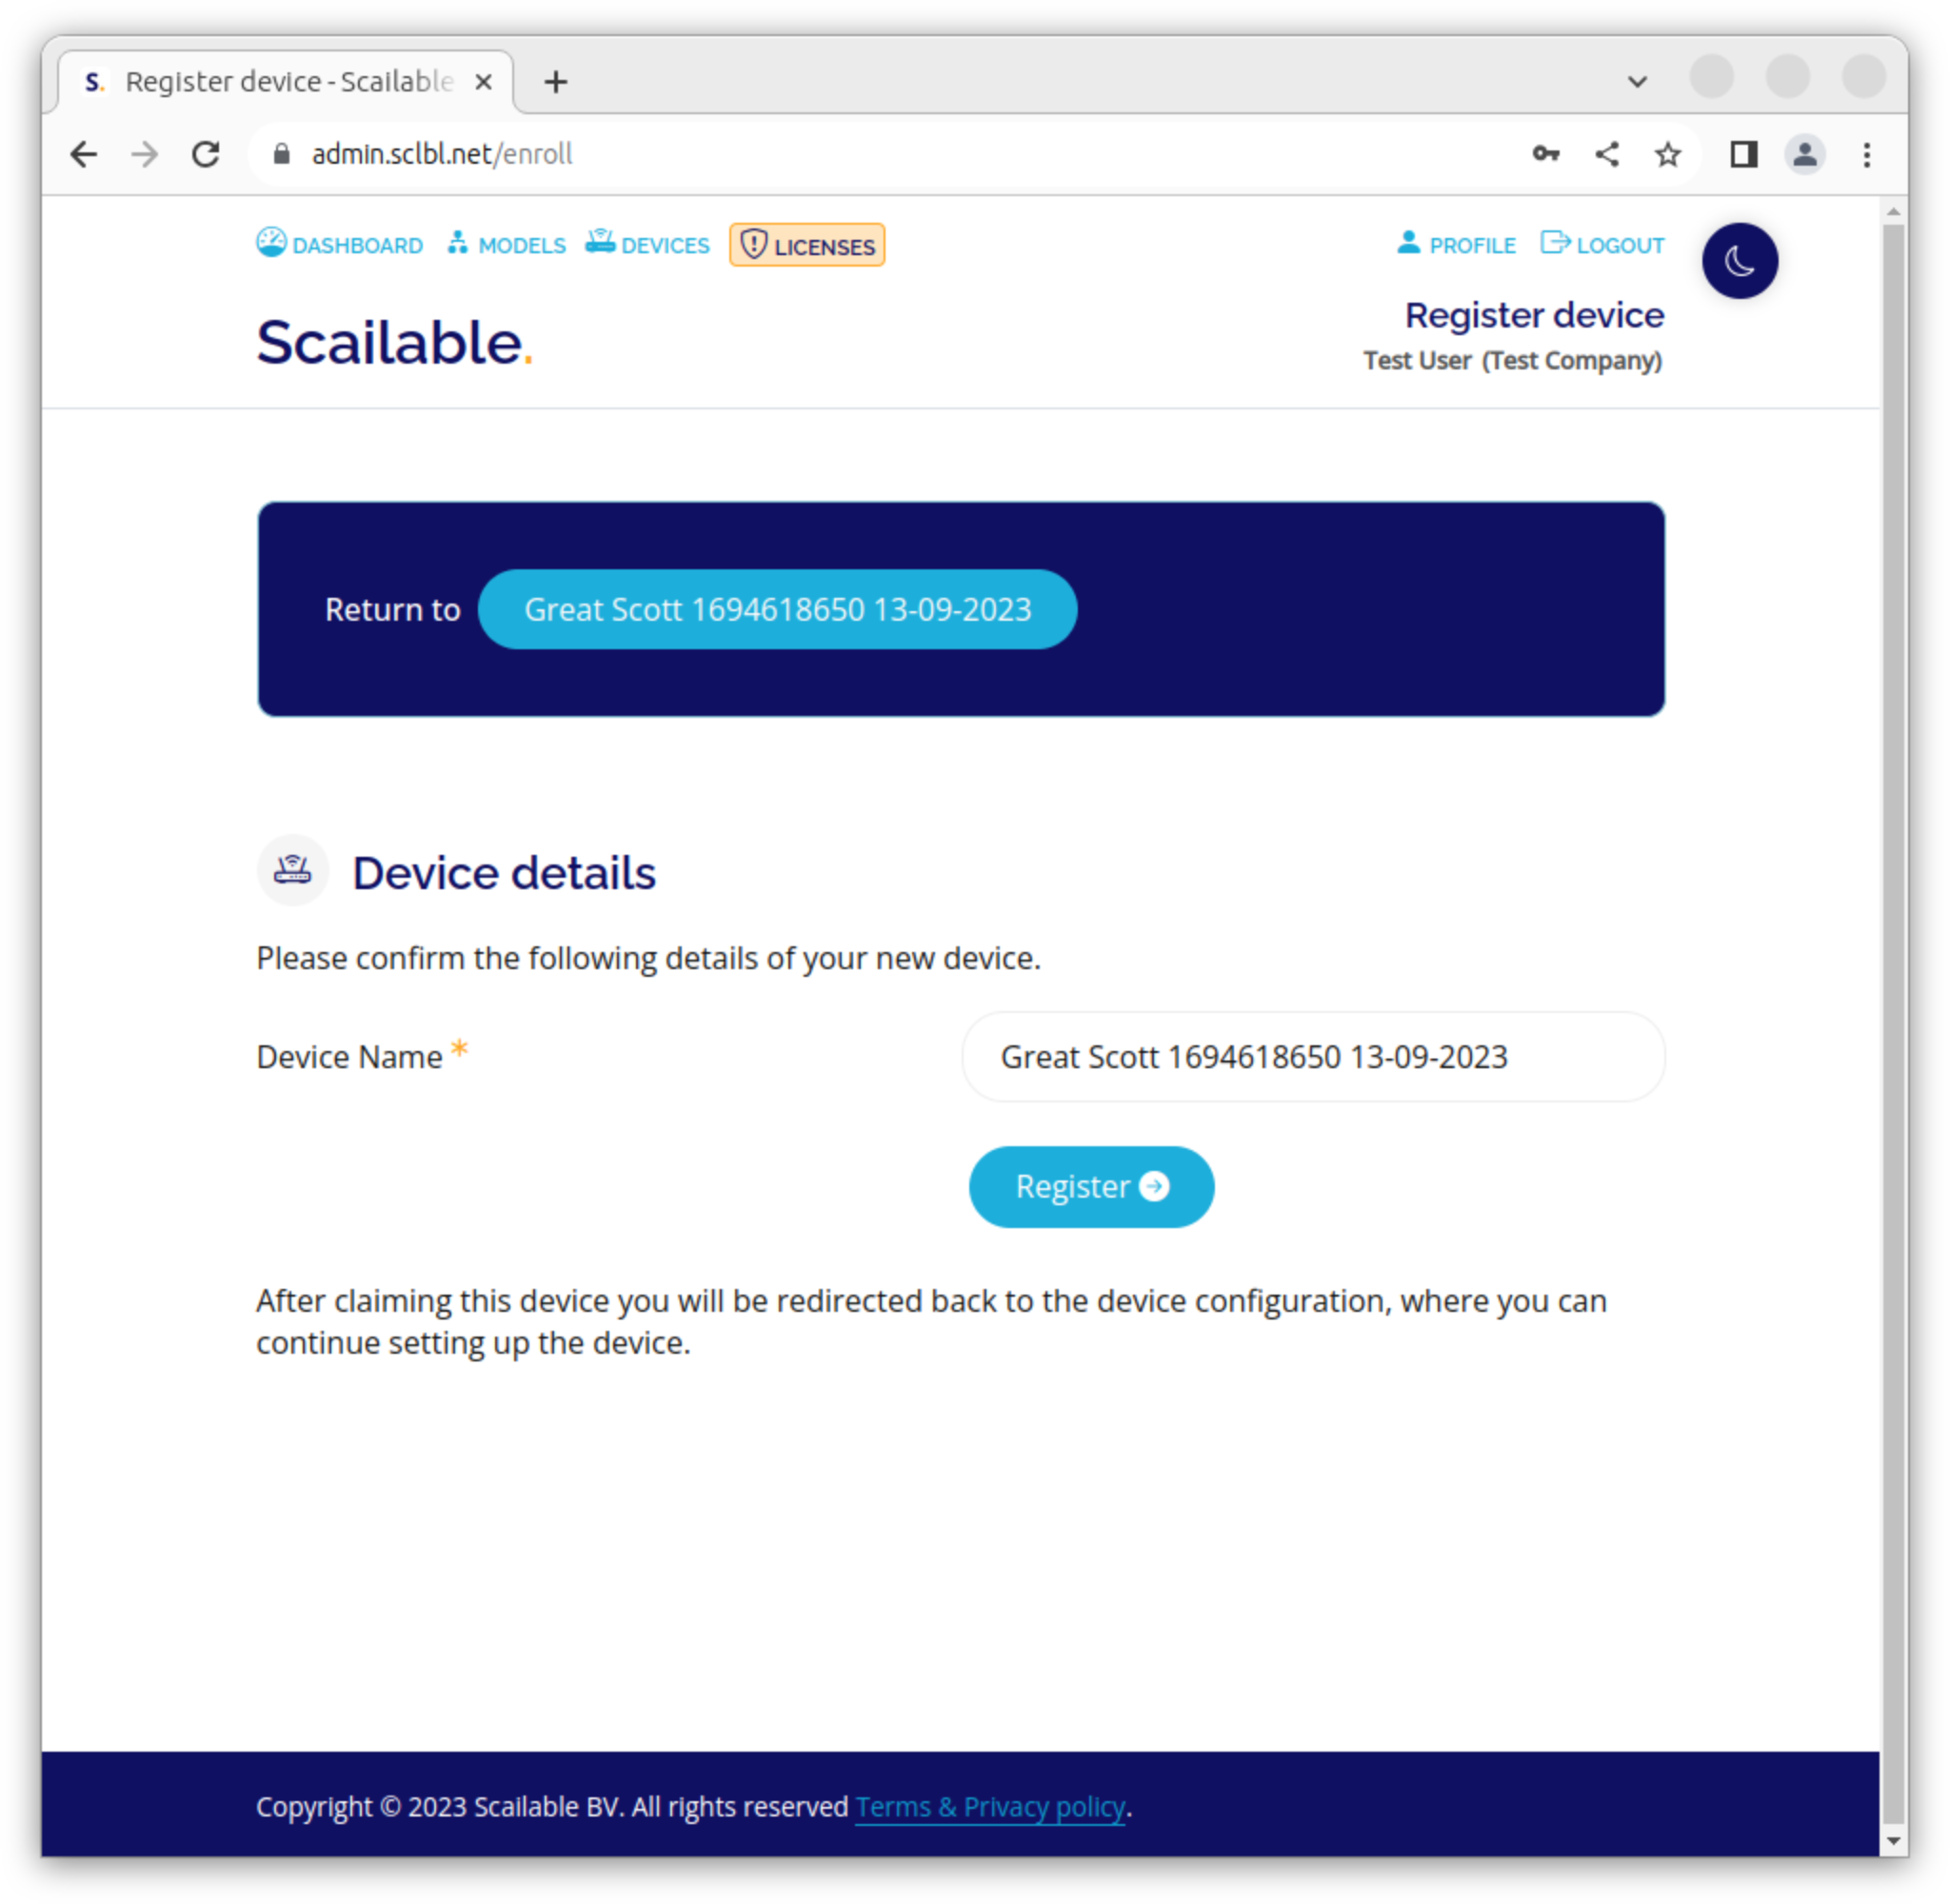 S. Register device - Scailable
admin.sclbl.net/enroll
DASHBOARD MODELS DEVICES LICENSES PROFILE LOGOUT
Scailable.
Register device
Test User (Test Company)
Return to Great Scott 1694618650 13-09-2023
Device details
Please confirm the following details of your new device.
Device Name * Great Scott 1694618650 13-09-2023
Register
After claiming this device you will be redirected back to the device configuration, where you can
continue setting up the device.
Copyright © 2023 Scailable BV. All rights reserved Terms & Privacy policy.